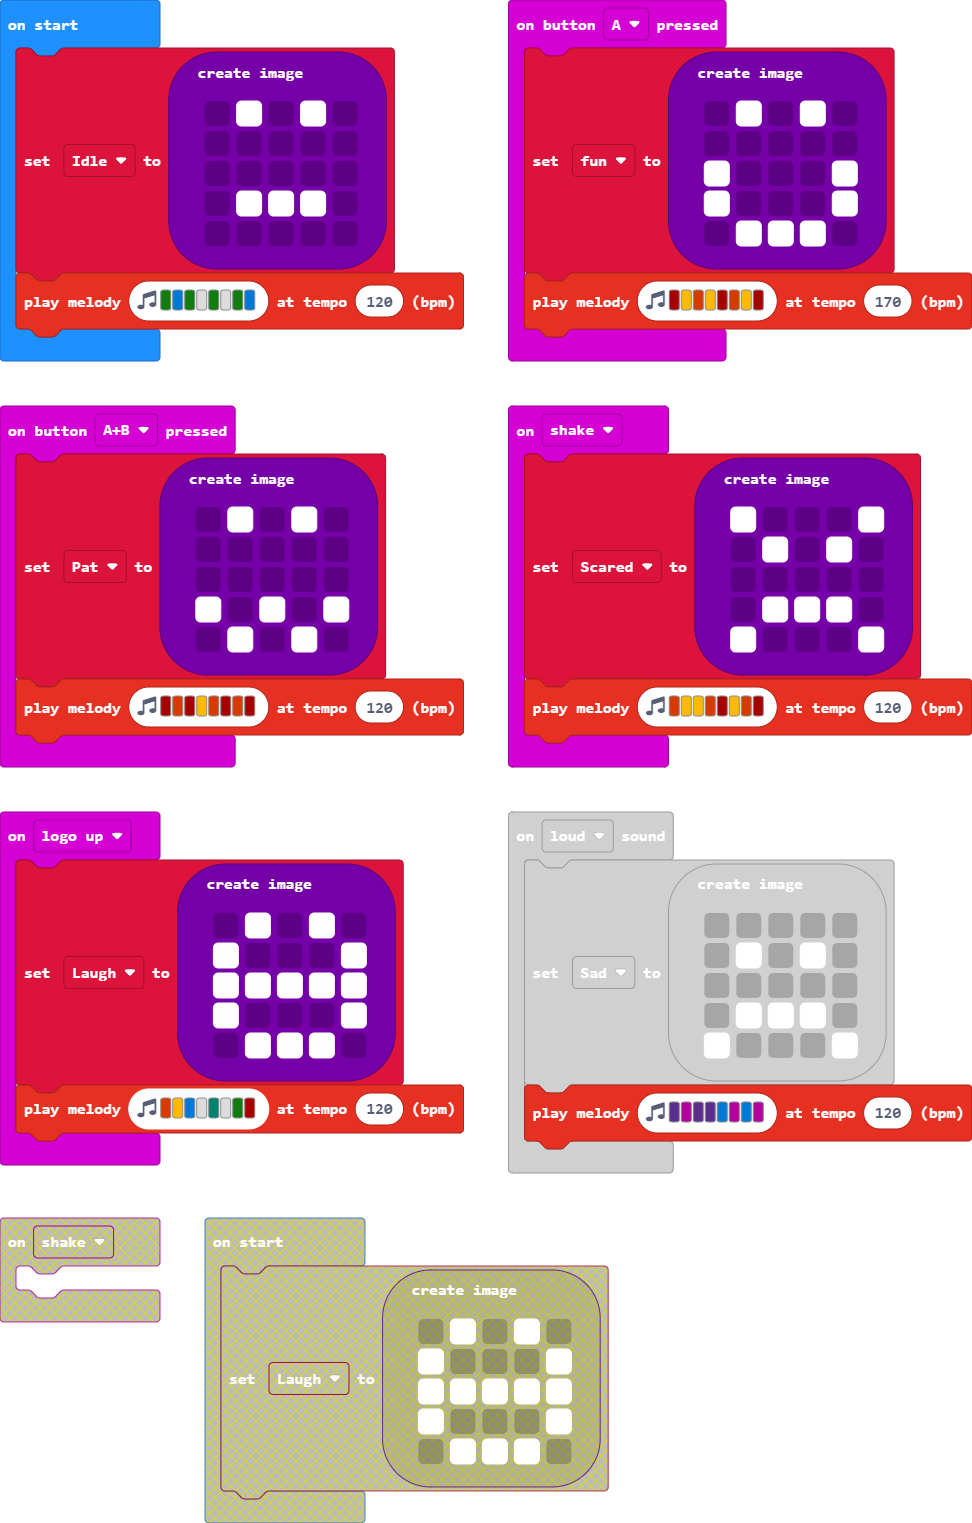 on start
create image
set Idle to
play melody at tempo 120 (bpm)
on button A pressed
create image
set fun to
play melody at tempo 170 (bpm)
on button A+B pressed
create image
set Pat to
play melody at tempo 120 (bpm)
on shake
create image
set Scared to
play melody at tempo 120 (bpm)
on logo up
create image
set Laugh to
play melody at tempo 120 (bpm)
on loud sound
create image
set Sad to
play melody at tempo 120 (bpm)
on shake
on start
create image
set Laugh to